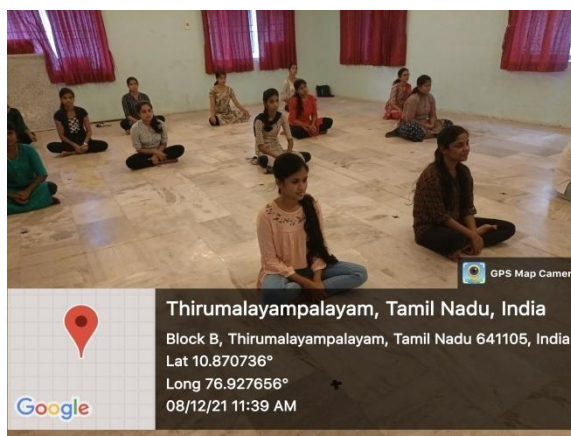 GPS Map Camer
Thirumalayampalayam, Tamil Nadu, India
Block B, Thirumalayampalayam, Tamil Nadu 641105, India
Lat 10.870736°
Long 76.927656°
08/12/21 11:39 AM
Google